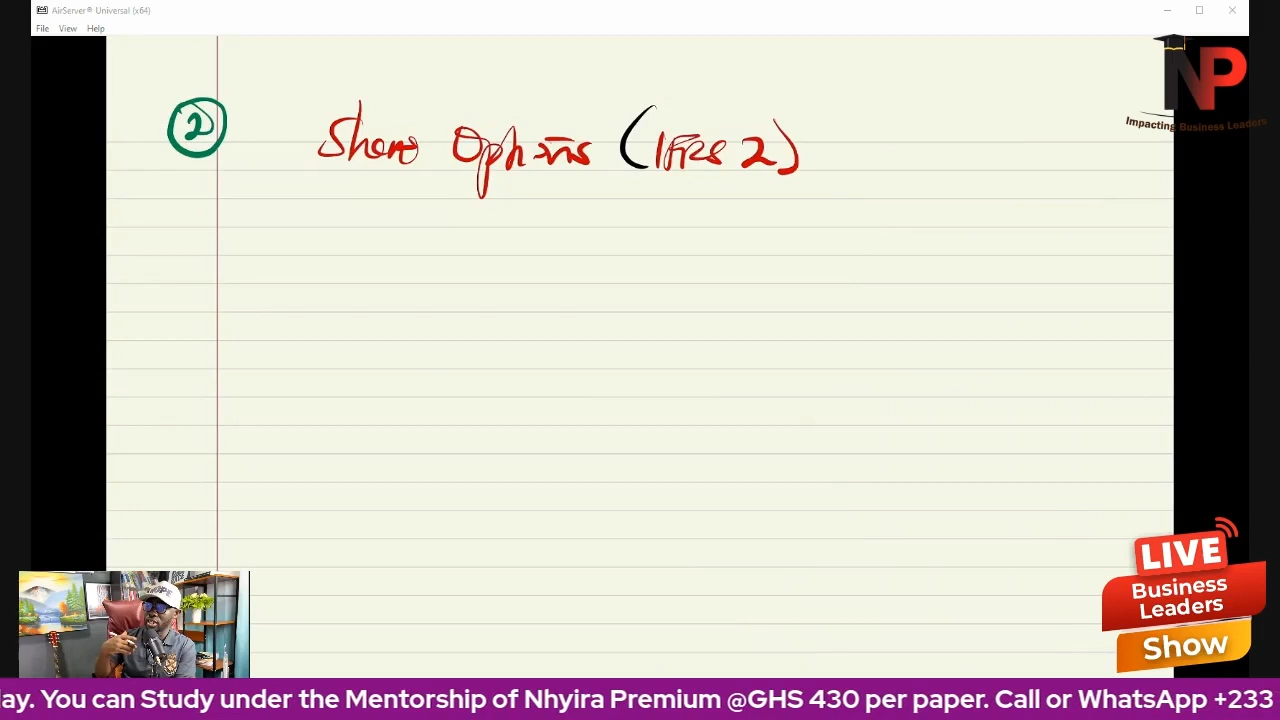 AirServer® Universal (x64)
File View Help
NP
Impacting Business Leaders
2 Share Options (IFRS 2)
LIVE
Business
Leaders
Show
lay. You can Study under the Mentorship of Nhyira Premium @GHS 430 per paper. Call or WhatsApp +233